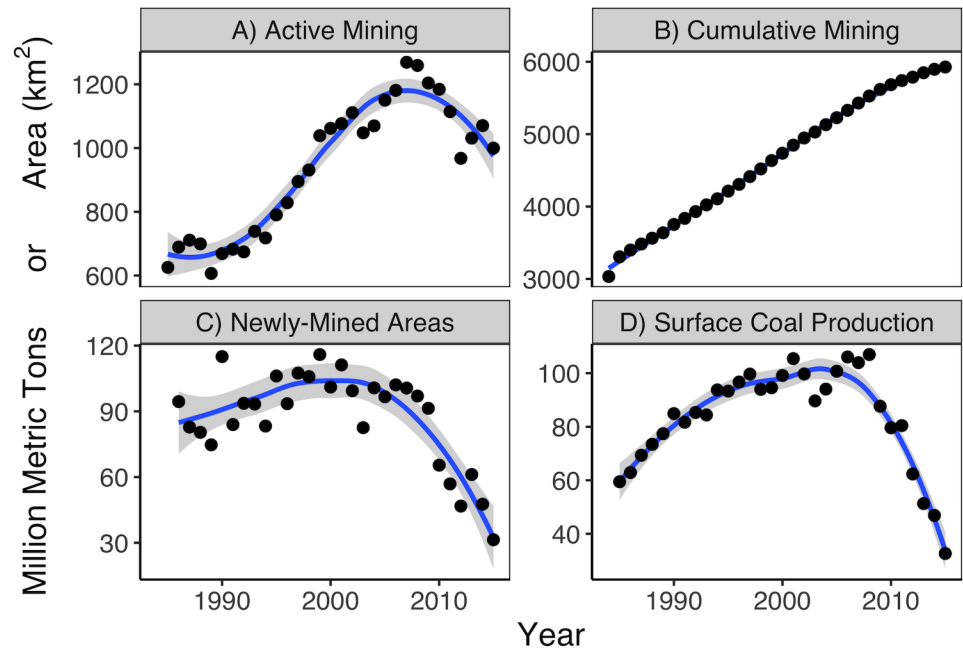 A) Active Mining
B) Cumulative Mining
1200
1000
800
600
6000
5000
4000
3000
C) Newly-Mined Areas
D) Surface Coal Production
120
90
60
30
100
80
60
40
1990 2000 2010
1990 2000 2010
Year
Million Metric Tons or Area (km²)